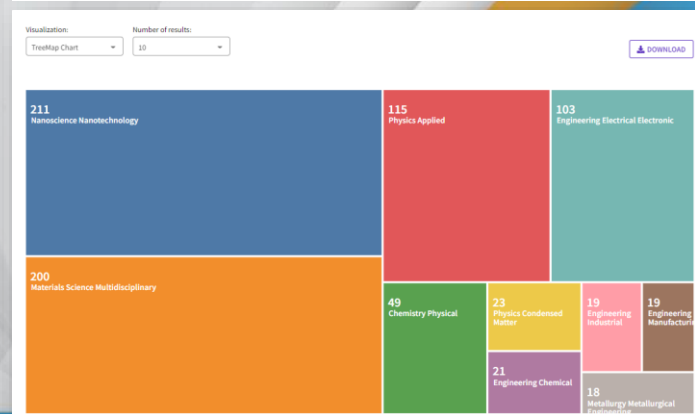 Visualization:
Number of results:
TreeMap Chart
10
DOWNLOAD
211
Nanoscience Nanotechnology
115
Physics Applied
103
Engineering Electrical Electronic
200
Materials Science Multidisciplinary
49
Chemistry Physical
23
Physics Condensed
Matter
19
Engineering
Industrial
19
Engineering
Manufacturi
21
Engineering Chemical
18
Metallurgy Metallurgical
Engineering